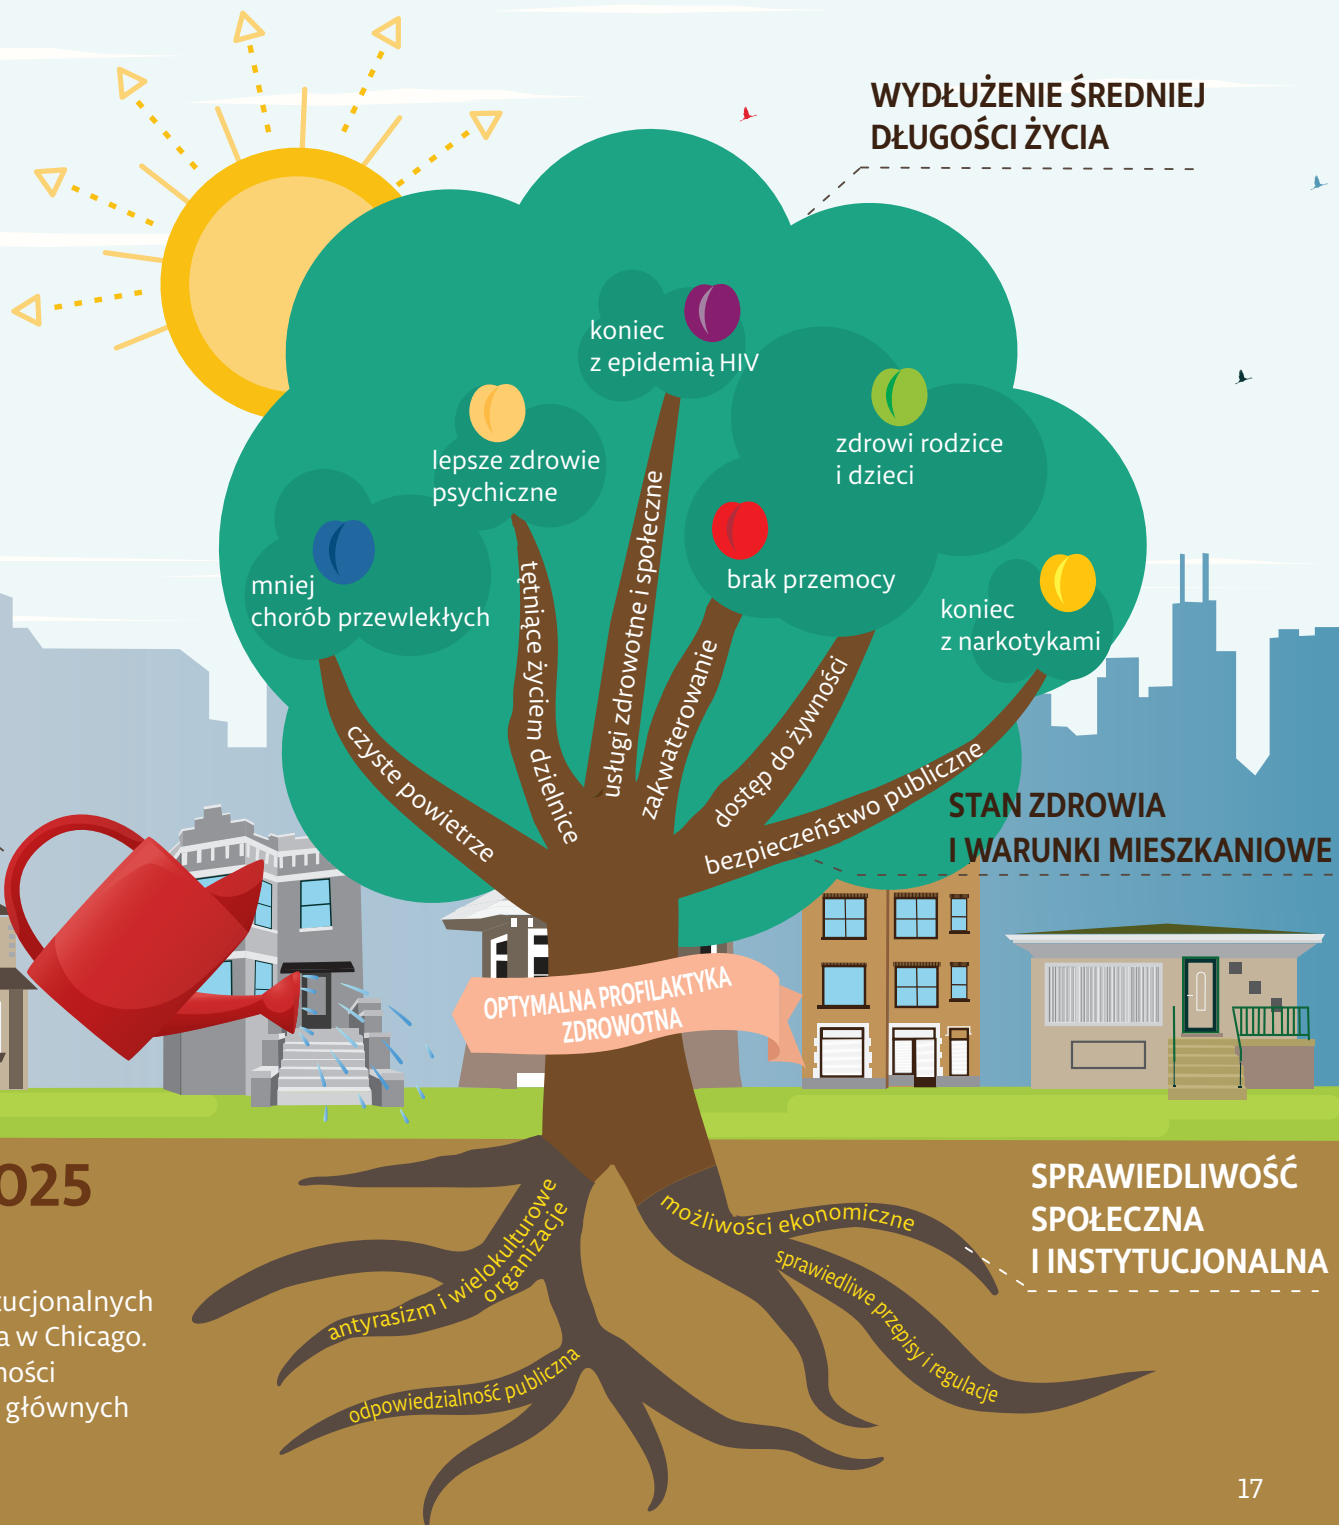 WYDŁUŻENIE ŚREDNIEJ
DŁUGOŚCI ŻYCIA
koniec
z epidemią HIV
zdrowi rodzice
i dzieci
lepsze zdrowie
psychiczne
brak przemocy
mniej
chorób przewlekłych
koniec
z narkotykami
czyste powietrze
tętniące życiem dzielnice
usługi zdrowotne i społeczne
zakwaterowanie
dostęp do żywności
bezpieczeństwo publiczne
STAN ZDROWIA
I WARUNKI MIESZKANIOWE
OPTYMALNA PROFILAKTYKA
ZDROWOTNA
SPRAWIEDLIWOŚĆ
SPOŁECZNA
I INSTYTUCJONALNA
antyrasizm i wielokulturowe
organizacje
odpowiedzialność publiczna
możliwości ekonomiczne
sprawiedliwe przepisy i regulacje
025
tucjonalnych
a w Chicago.
ności
głównych
17